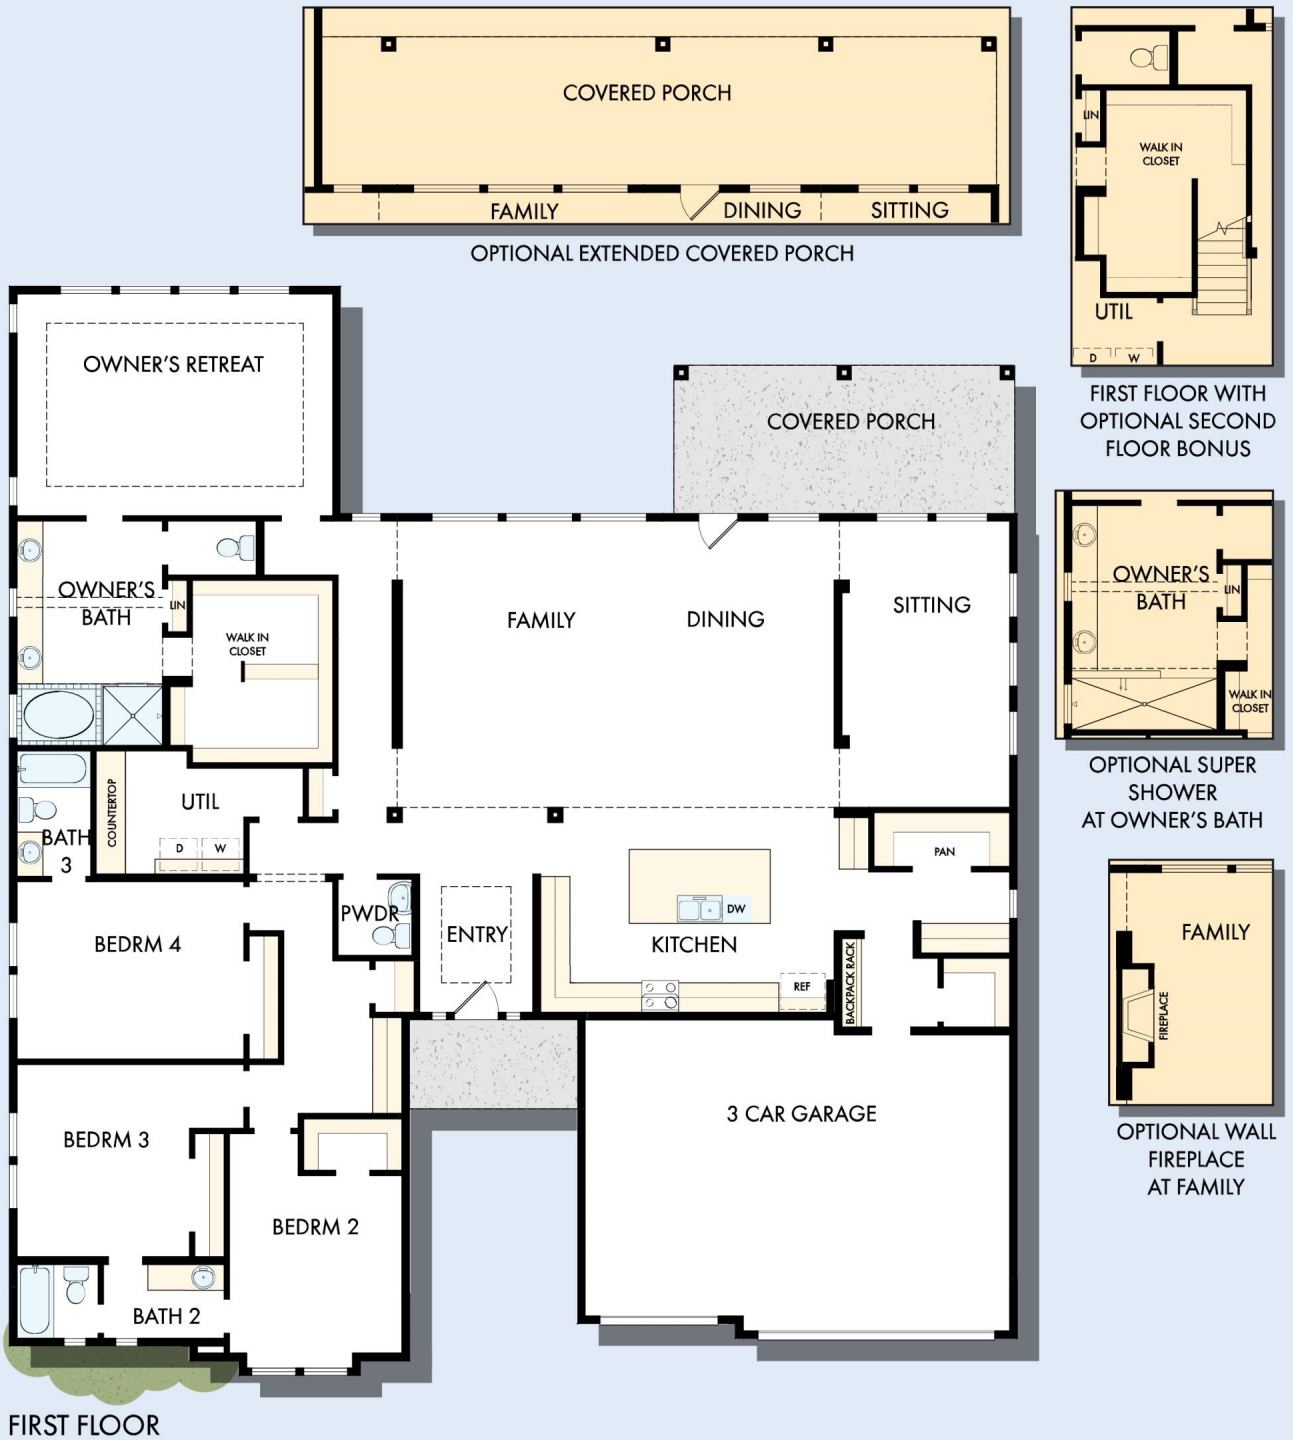 COVERED PORCH
FAMILY
DINING
SITTING
OPTIONAL EXTENDED COVERED PORCH
LIN
WALK IN
CLOSET
UTIL
D
W
FIRST FLOOR WITH
OPTIONAL SECOND
FLOOR BONUS
OWNER'S RETREAT
COVERED PORCH
OWNER'S
BATH
LIN
WALK IN
CLOSET
FAMILY
DINING
SITTING
OWNER'S
BATH
LIN
WALK IN
CLOSET
OPTIONAL SUPER
SHOWER
AT OWNER'S BATH
COUNTERTOP
UTIL
D
W
BATH
3
PAN
BEDRM 4
PWDR
ENTRY
DW
KITCHEN
REF
BACKPACK RACK
FAMILY
FIREPLACE
OPTIONAL WALL
FIREPLACE
AT FAMILY
BEDRM 3
3 CAR GARAGE
BEDRM 2
BATH 2
FIRST FLOOR